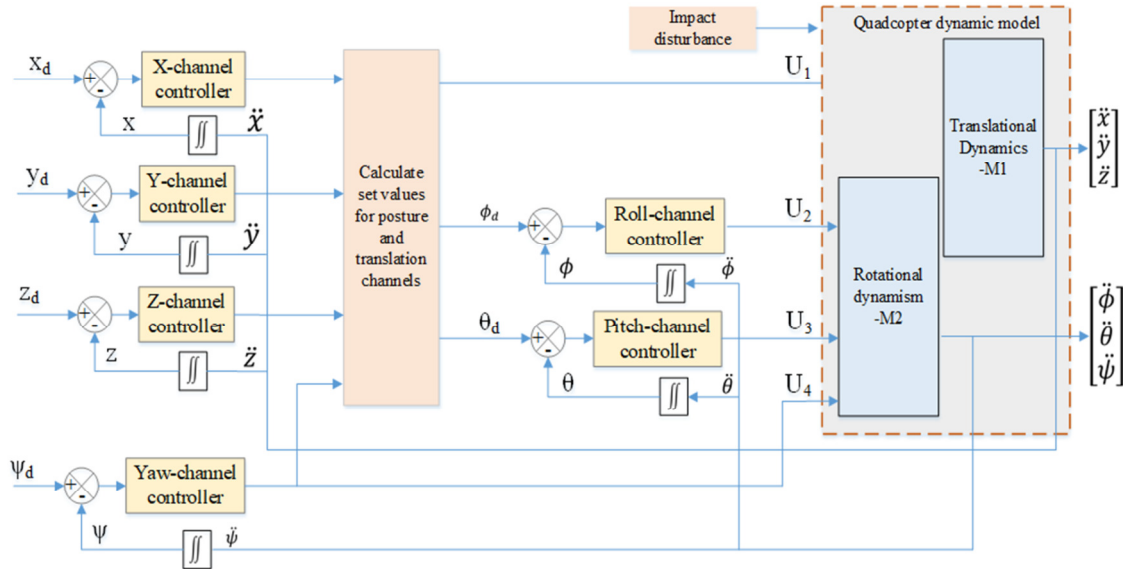 Impact
disturbance
Quadcopter dynamic model
x_d
+
-
X-channel
controller
x
∬
ẍ
U_1
Translational
Dynamics
-M1
[ẍ
ÿ
z̈]
y_d
+
-
Y-channel
controller
y
∬
ÿ
Calculate
set values
for posture
and
translation
channels
ϕ_d
+
-
Roll-channel
controller
U_2
ϕ
∬
ϕ̈
Rotational
dynamism
-M2
z_d
+
-
Z-channel
controller
z
∬
z̈
θ_d
+
-
Pitch-channel
controller
U_3
θ
∬
θ̈
U_4
[ϕ̈
θ̈
ψ̈]
ψ_d
+
-
Yaw-channel
controller
ψ
∬
ψ̈